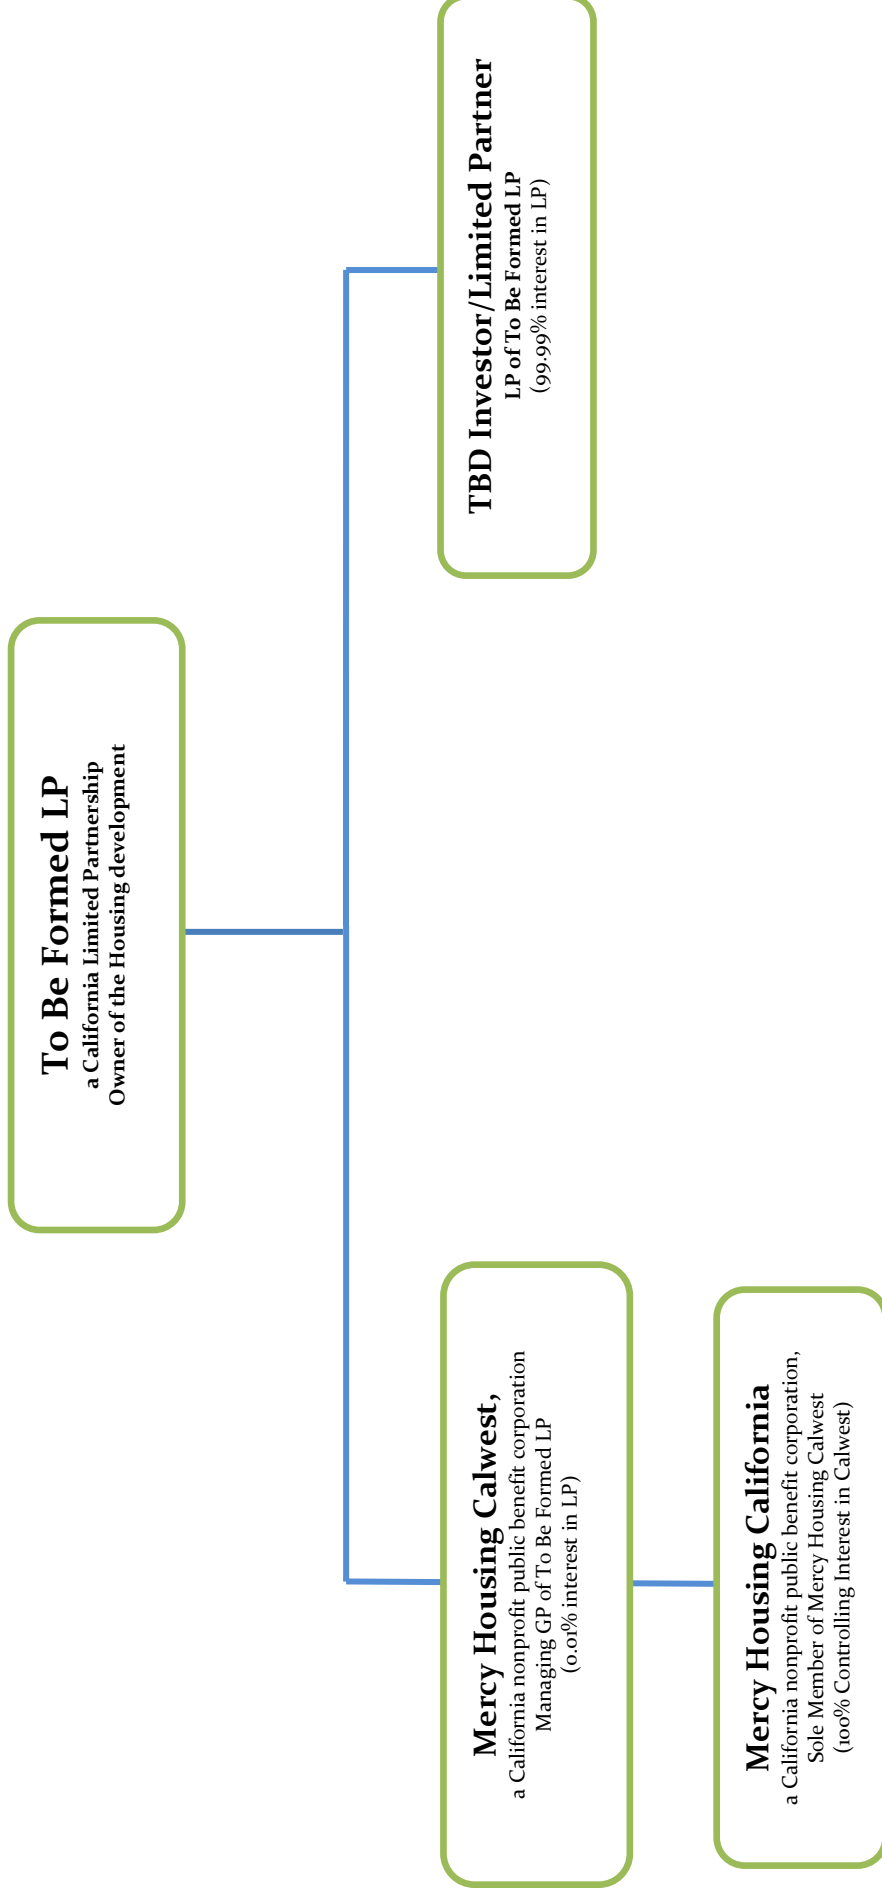 To Be Formed LP
a California Limited Partnership
Owner of the Housing development
Mercy Housing Calwest,
a California nonprofit public benefit corporation
Managing GP of To Be Formed LP
(0.01% interest in LP)
TBD Investor/Limited Partner
LP of To Be Formed LP
(99.99% interest in LP)
Mercy Housing California
a California nonprofit public benefit corporation,
Sole Member of Mercy Housing Calwest
(100% Controlling Interest in Calwest)